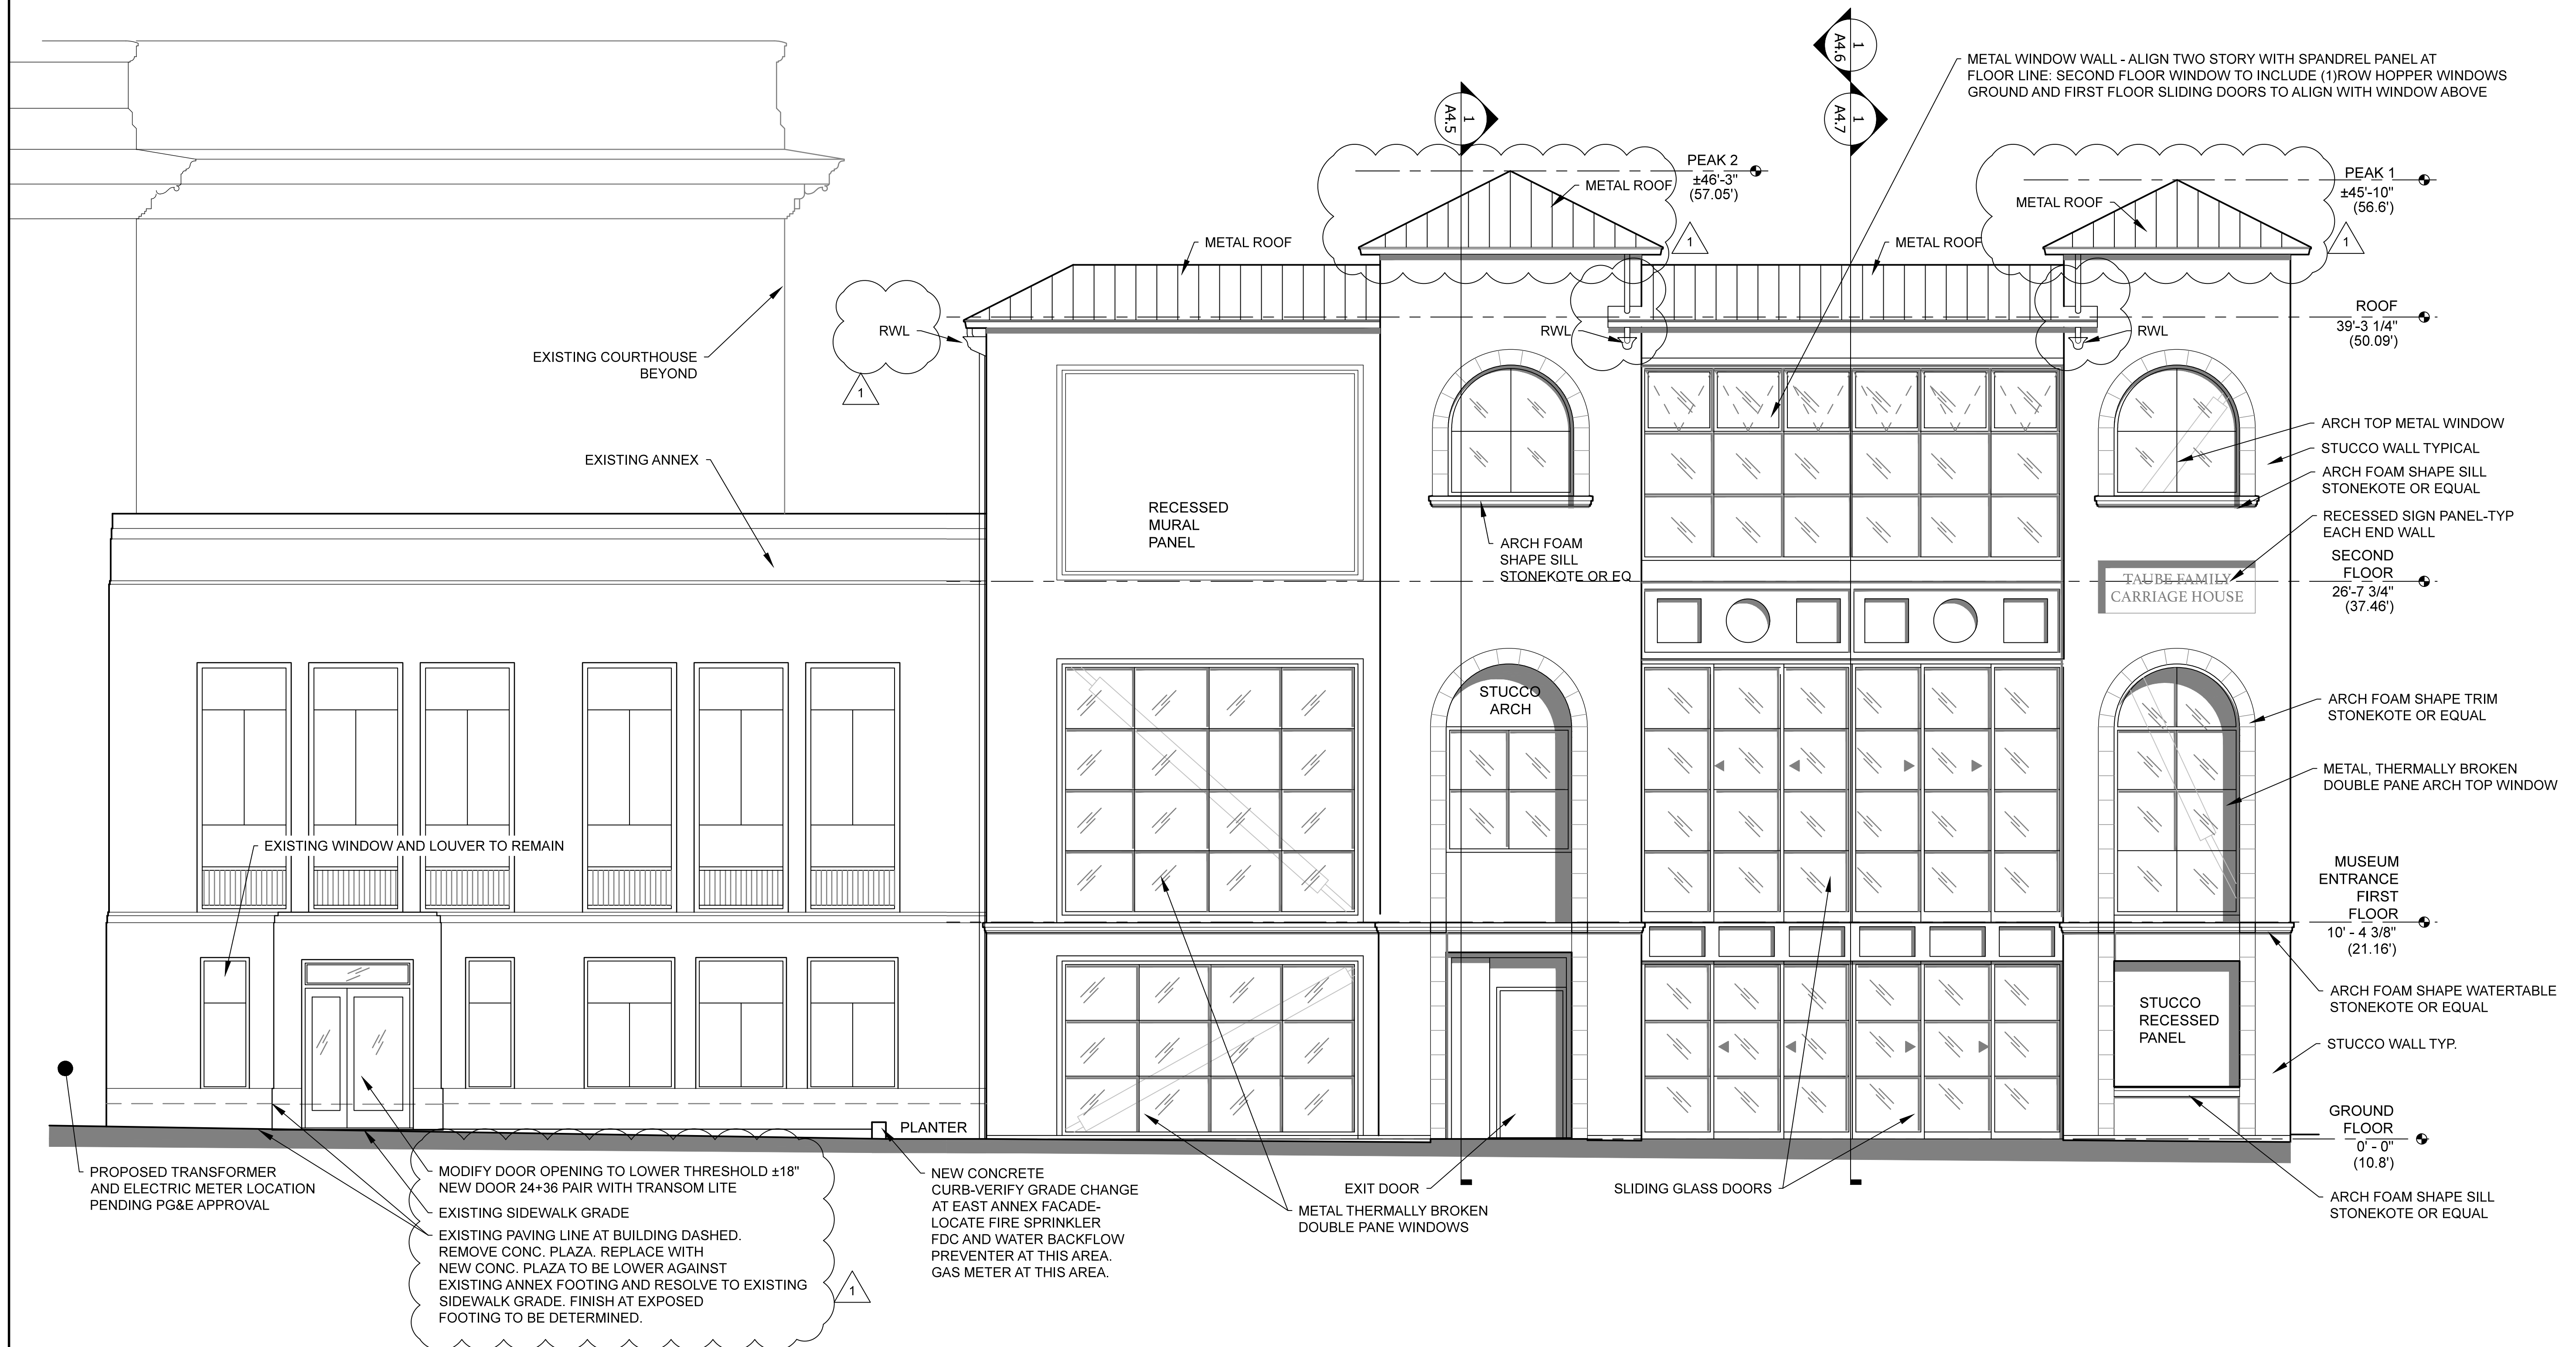 1
A4.6
1
A4.7
1
A4.5
METAL WINDOW WALL - ALIGN TWO STORY WITH SPANDREL PANEL AT
FLOOR LINE: SECOND FLOOR WINDOW TO INCLUDE (1)ROW HOPPER WINDOWS
GROUND AND FIRST FLOOR SLIDING DOORS TO ALIGN WITH WINDOW ABOVE
PEAK 2
±46'-3"
(57.05')
METAL ROOF
1
PEAK 1
±45'-10"
(56.6')
METAL ROOF
1
METAL ROOF
METAL ROOF
ROOF
39'-3 1/4"
(50.09')
RWL
1
RWL
RWL
EXISTING COURTHOUSE
BEYOND
EXISTING ANNEX
RECESSED
MURAL
PANEL
ARCH FOAM
SHAPE SILL
STONEKOTE OR EQ
ARCH TOP METAL WINDOW
STUCCO WALL TYPICAL
ARCH FOAM SHAPE SILL
STONEKOTE OR EQUAL
RECESSED SIGN PANEL-TYP
EACH END WALL
SECOND
FLOOR
26'-7 3/4"
(37.46')
TAUBE FAMILY
CARRIAGE HOUSE
STUCCO
ARCH
ARCH FOAM SHAPE TRIM
STONEKOTE OR EQUAL
METAL, THERMALLY BROKEN
DOUBLE PANE ARCH TOP WINDOW
EXISTING WINDOW AND LOUVER TO REMAIN
MUSEUM
ENTRANCE
FIRST
FLOOR
10' - 4 3/8"
(21.16')
ARCH FOAM SHAPE WATERTABLE
STONEKOTE OR EQUAL
STUCCO
RECESSED
PANEL
STUCCO WALL TYP.
GROUND
FLOOR
0' - 0"
(10.8')
ARCH FOAM SHAPE SILL
STONEKOTE OR EQUAL
PLANTER
PROPOSED TRANSFORMER
AND ELECTRIC METER LOCATION
PENDING PG&E APPROVAL
MODIFY DOOR OPENING TO LOWER THRESHOLD ±18"
NEW DOOR 24+36 PAIR WITH TRANSOM LITE
EXISTING SIDEWALK GRADE
EXISTING PAVING LINE AT BUILDING DASHED.
REMOVE CONC. PLAZA. REPLACE WITH
NEW CONC. PLAZA TO BE LOWER AGAINST
EXISTING ANNEX FOOTING AND RESOLVE TO EXISTING
SIDEWALK GRADE. FINISH AT EXPOSED
FOOTING TO BE DETERMINED.
1
NEW CONCRETE
CURB-VERIFY GRADE CHANGE
AT EAST ANNEX FACADE-
LOCATE FIRE SPRINKLER
FDC AND WATER BACKFLOW
PREVENTER AT THIS AREA.
GAS METER AT THIS AREA.
EXIT DOOR
METAL THERMALLY BROKEN
DOUBLE PANE WINDOWS
SLIDING GLASS DOORS